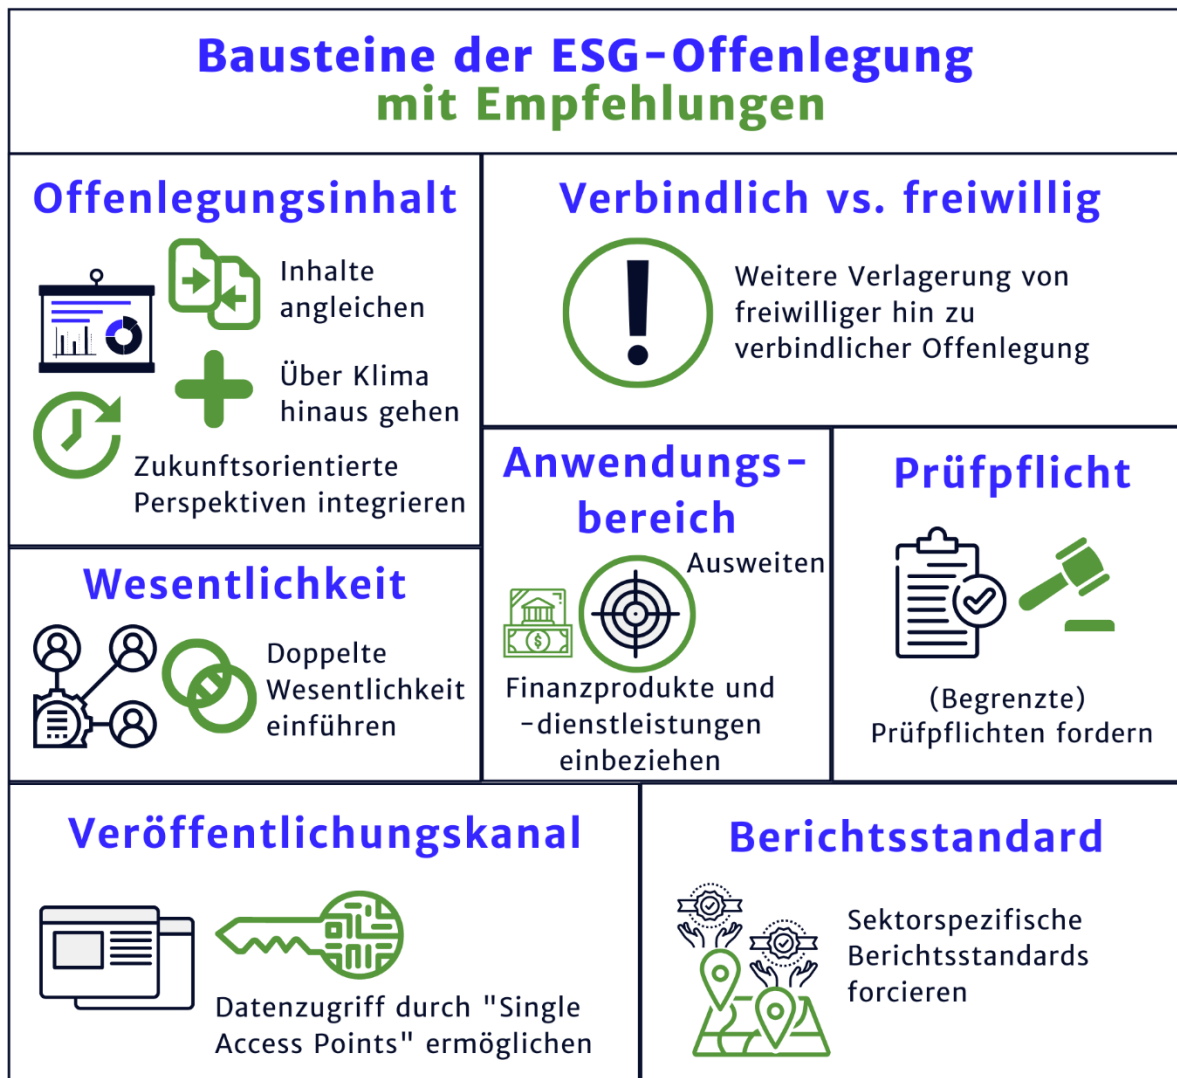 Bausteine der ESG-Offenlegung
mit Empfehlungen
Offenlegungsinhalt
Inhalte
angleichen
Über Klima
hinaus gehen
Zukunftsorientierte
Perspektiven integrieren
Verbindlich vs. freiwillig
Weitere Verlagerung von
freiwilliger hin zu
verbindlicher Offenlegung
Wesentlichkeit
Doppelte
Wesentlichkeit
einführen
Anwendungs-
bereich
Ausweiten
Finanzprodukte und
-dienstleistungen
einbeziehen
Prüfpflicht
(Begrenzte)
Prüfpflichten fordern
Veröffentlichungskanal
Datenzugriff durch "Single
Access Points" ermöglichen
Berichtsstandard
Sektorspezifische
Berichtsstandards
forcieren